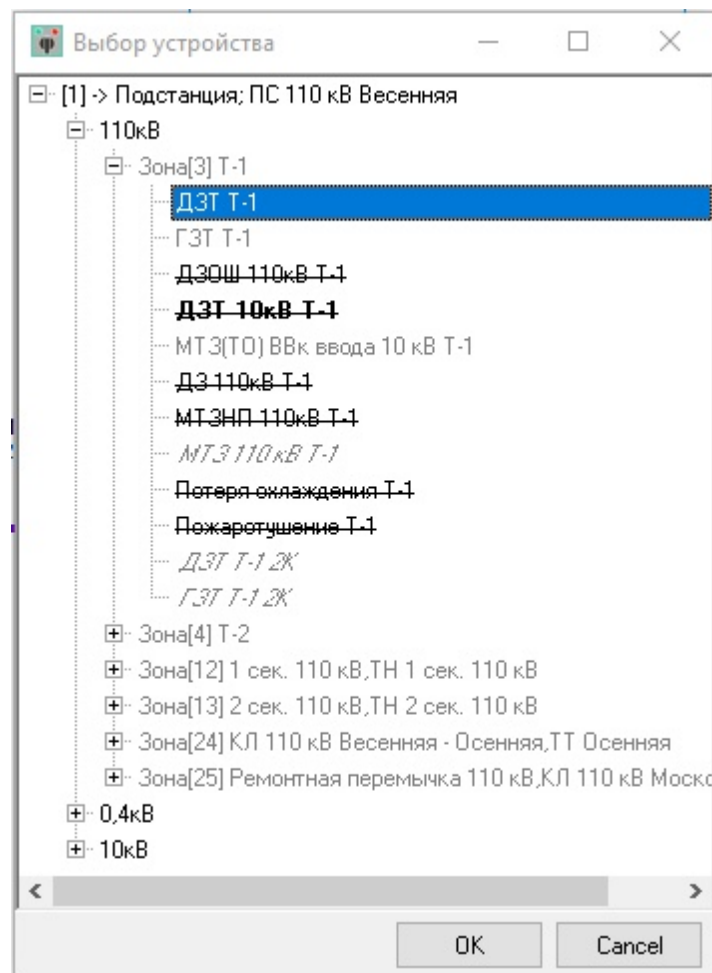 Выбор устройства
[1] -> Подстанция; ПС 110 кВ Весенняя
110кВ
Зона[3] Т-1
ДЗТ Т-1
ГЗТ Т-1
ДЗОШ 110кВ Т-1
ДЗТ 10кВ Т-1
МТЗ(ТО) ВВк ввода 10 кВ Т-1
ДЗ 110кВ Т-1
МТЗНП 110кВ Т-1
МТЗ 110кВ Т-1
Потеря охлаждения Т-1
Пожаротушение Т-1
ДЗТ Т-1 2К
ГЗТ Т-1 2К
Зона[4] Т-2
Зона[12] 1 сек. 110 кВ,ТН 1 сек. 110 кВ
Зона[13] 2 сек. 110 кВ,ТН 2 сек. 110 кВ
Зона[24] КЛ 110 кВ Весенняя - Осенняя,ТТ Осенняя
Зона[25] Ремонтная перемычка 110 кВ,КЛ 110 кВ Моско
0,4кВ
10кВ
OK Cancel